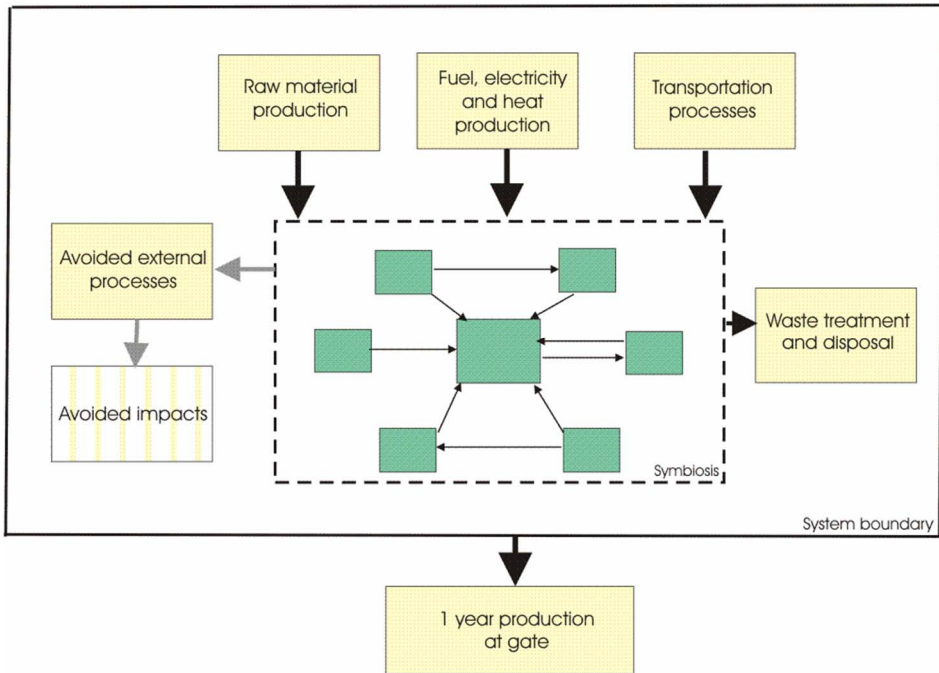 Raw material
production
Fuel, electricity
and heat
production
Transportation
processes
Avoided external
processes
Avoided impacts
Waste treatment
and disposal
Symbiosis
System boundary
1 year production
at gate